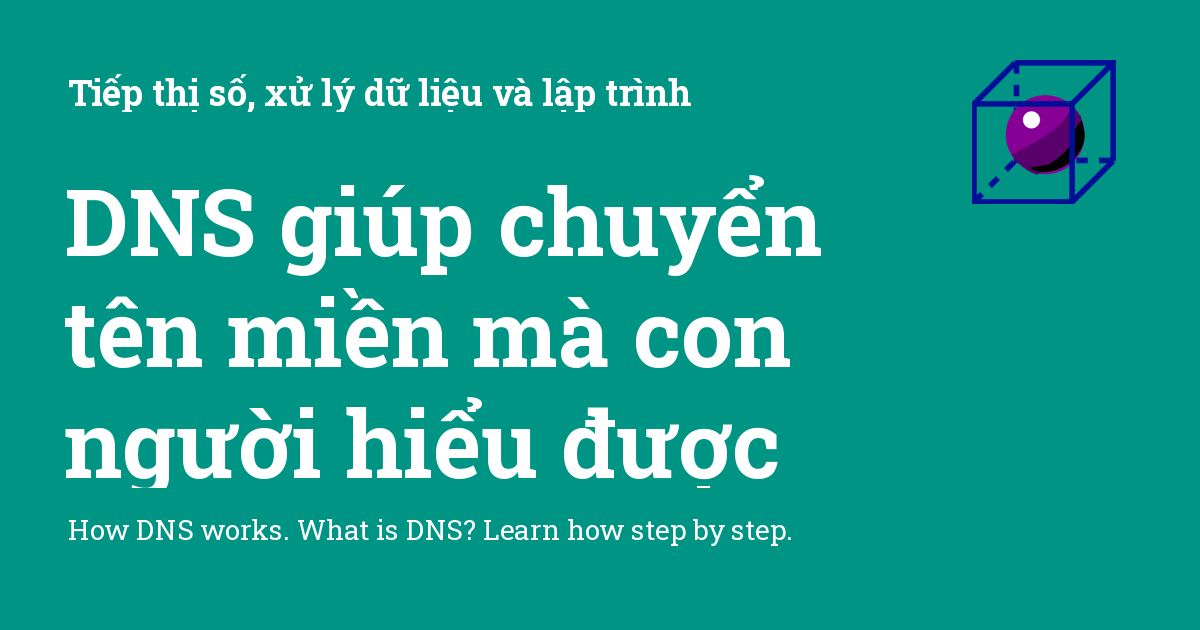 Tiếp thị số, xử lý dữ liệu và lập trình
DNS giúp chuyển
tên miền mà con
người hiểu được
How DNS works. What is DNS? Learn how step by step.